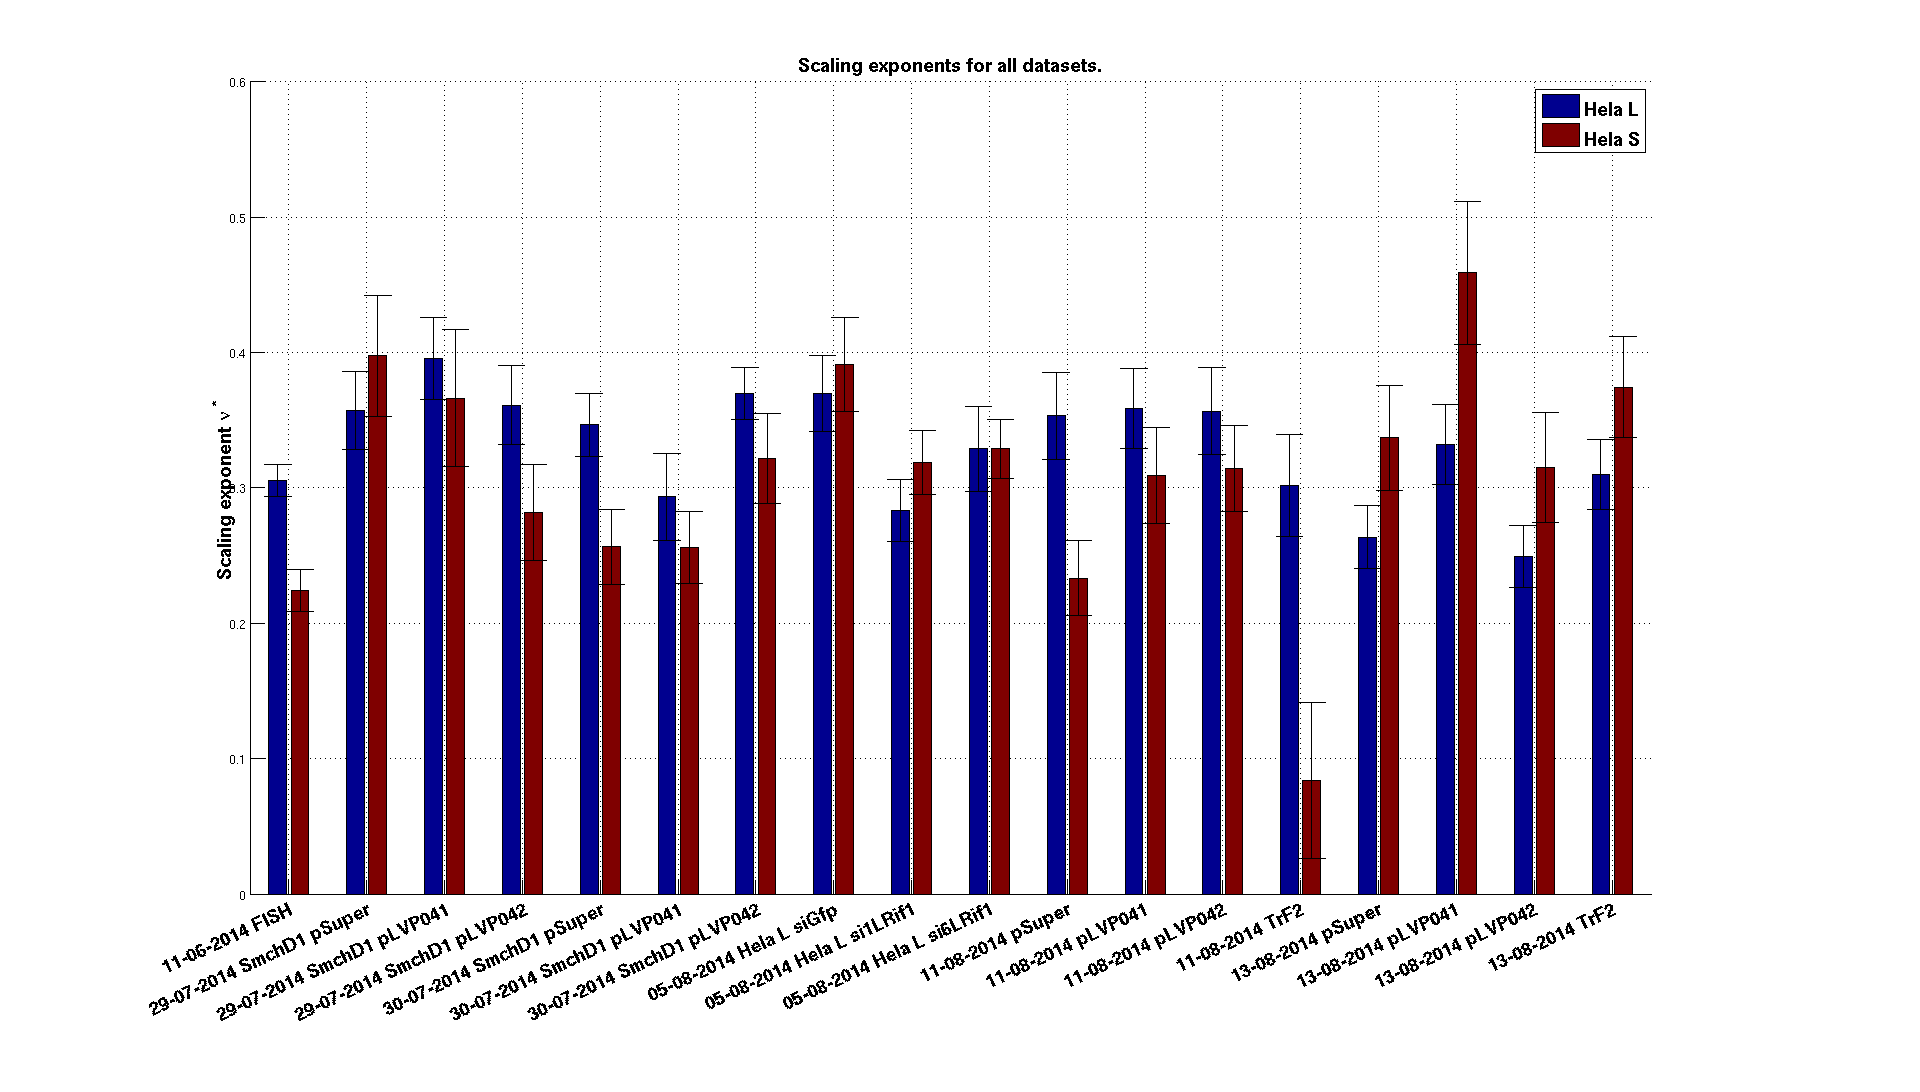 Scaling exponents for all datasets.
Hela L
Hela S
0.6
0.5
0.4
0.3
0.2
0.1
0
Scaling exponent ν *
11-06-2014 FISH
29-07-2014 SmchD1 pSuper
29-07-2014 SmchD1 pLVP041
29-07-2014 SmchD1 pLVP042
30-07-2014 SmchD1 pSuper
30-07-2014 SmchD1 pLVP041
30-07-2014 SmchD1 pLVP042
05-08-2014 Hela L siGfp
05-08-2014 Hela L si1LRif1
05-08-2014 Hela L si6LRif1
11-08-2014 pSuper
11-08-2014 pLVP041
11-08-2014 pLVP042
11-08-2014 TrF2
13-08-2014 pSuper
13-08-2014 pLVP041
13-08-2014 pLVP042
13-08-2014 TrF2